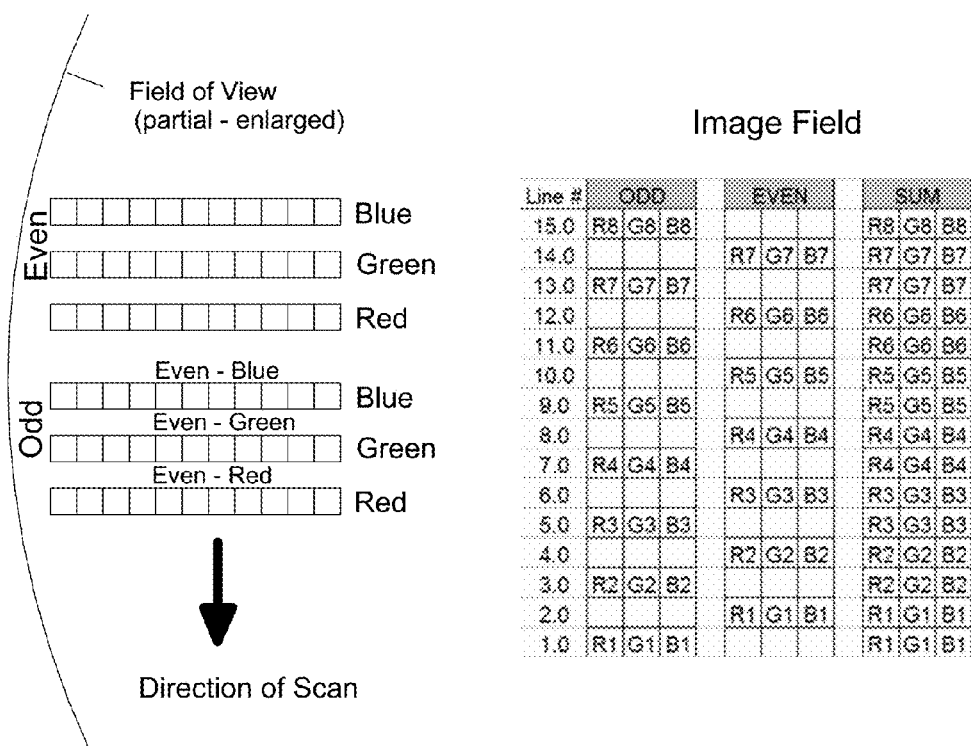 Field of View
(partial - enlarged)
Even
Blue
Green
Red
Odd
Even - Blue
Blue
Even - Green
Green
Even - Red
Red
Direction of Scan
Image Field
Line # ODD EVEN SUM
15.0 R8 G8 B8 R8 G8 B8
14.0 R7 G7 B7 R7 G7 B7
13.0 R7 G7 B7 R7 G7 B7
12.0 R6 G6 B6 R6 G6 B6
11.0 R6 G6 B6 R6 G6 B6
10.0 R5 G5 B5 R5 G5 B5
9.0 R5 G5 B5 R5 G5 B5
8.0 R4 G4 B4 R4 G4 B4
7.0 R4 G4 B4 R4 G4 B4
6.0 R3 G3 B3 R3 G3 B3
5.0 R3 G3 B3 R3 G3 B3
4.0 R2 G2 B2 R2 G2 B2
3.0 R2 G2 B2 R2 G2 B2
2.0 R1 G1 B1 R1 G1 B1
1.0 R1 G1 B1 R1 G1 B1